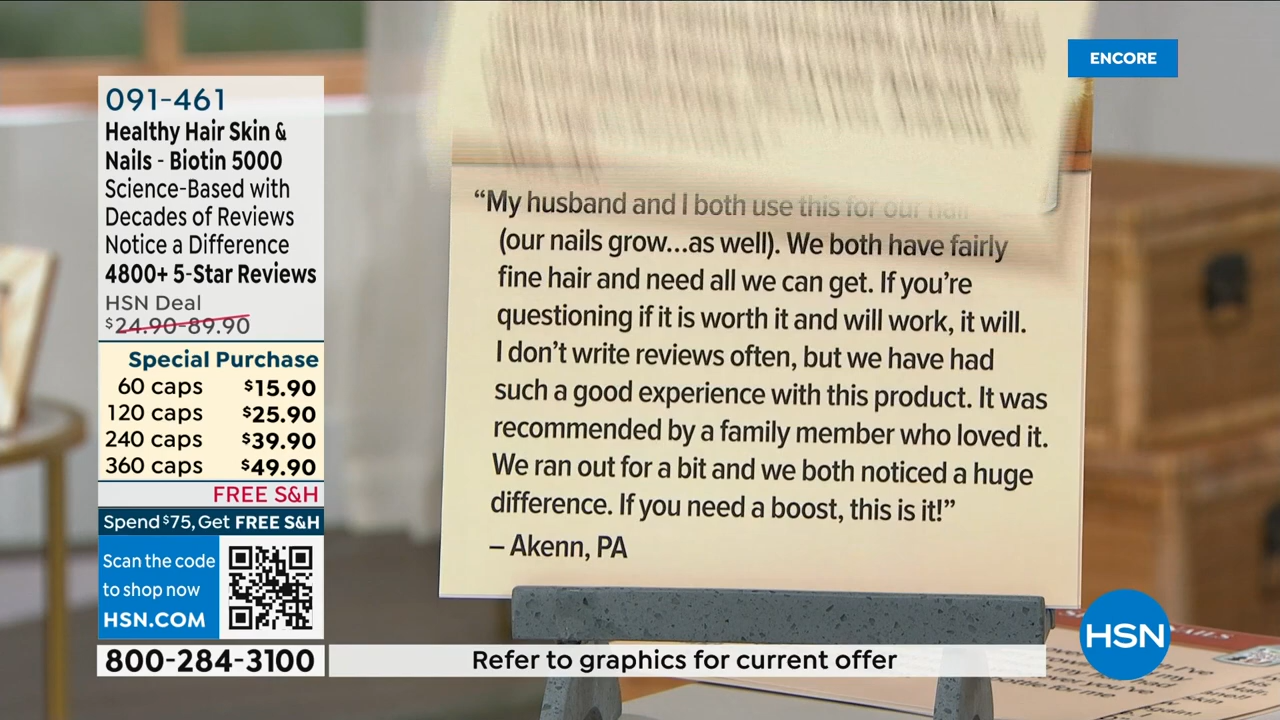 ENCORE
091-461
Healthy Hair Skin &
Nails - Biotin 5000
Science-Based with
Decades of Reviews
Notice a Difference
4800+ 5-Star Reviews
HSN Deal
$24.90-89.90
Special Purchase
60 caps $15.90
120 caps $25.90
240 caps $39.90
360 caps $49.90
FREE S&H
Spend $75, Get FREE S&H
Scan the code
to shop now
HSN.COM
800-284-3100
Refer to graphics for current offer
“My husband and I both use this for our hair
(our nails grow...as well). We both have fairly
fine hair and need all we can get. If you’re
questioning if it is worth it and will work, it will.
I don’t write reviews often, but we have had
such a good experience with this product. It was
recommended by a family member who loved it.
We ran out for a bit and we both noticed a huge
difference. If you need a boost, this is it!”
– Akenn, PA
HSN